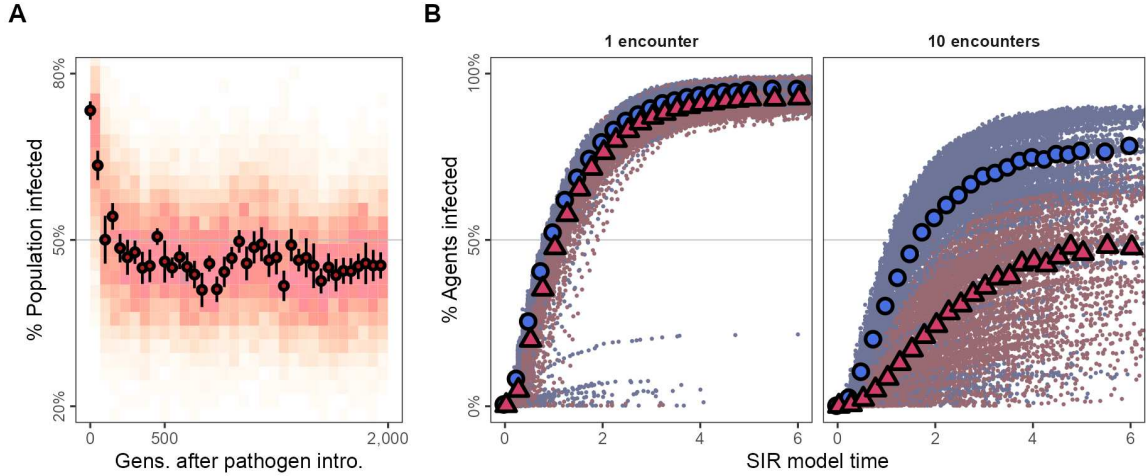 A
B
1 encounter
10 encounters
% Population infected
80%
50%
20%
0
500
2,000
Gens. after pathogen intro.
% Agents infected
100%
50%
0%
0
2
4
6
0
2
4
6
SIR model time